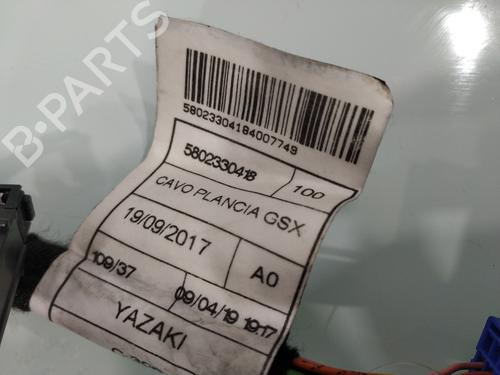 B-PARTS
58023304184007749
5802330418 100
CAVO PLANCIA GSX
19/09/2017 A0
109/37 09/04/19 19:17
YAZAKI